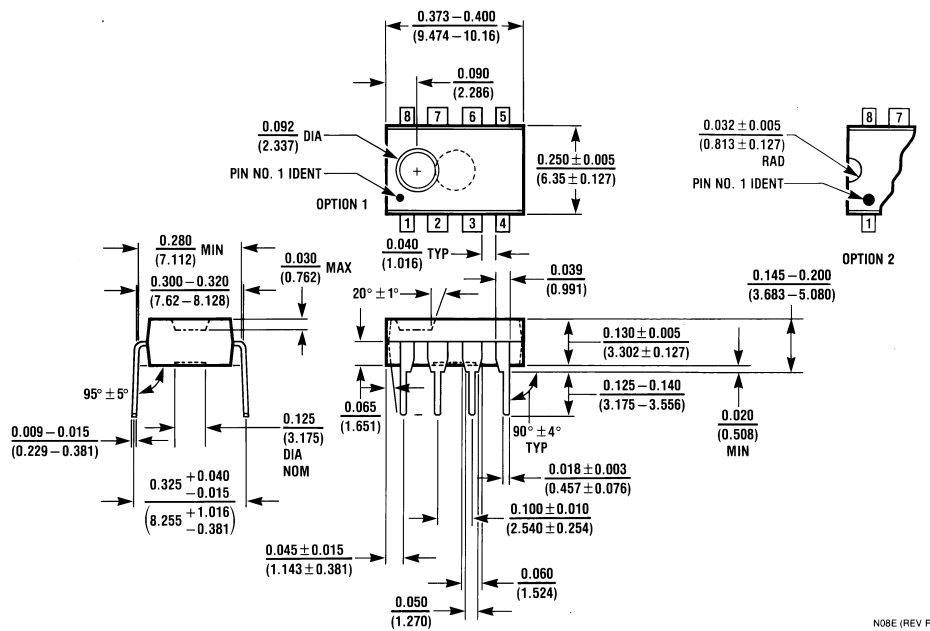 0.373 – 0.400
(9.474 – 10.16)
0.090
(2.286)
8 7 6 5
0.092 DIA
(2.337)
+
PIN NO. 1 IDENT
OPTION 1
1 2 3 4
0.250 ± 0.005
(6.35 ± 0.127)
0.032 ± 0.005
(0.813 ± 0.127)
RAD
PIN NO. 1 IDENT
8 7
1
OPTION 2
0.280 MIN
(7.112)
0.300 – 0.320
(7.62 – 8.128)
0.030 MAX
(0.762)
0.040 TYP
(1.016)
20° ± 1°
0.039
(0.991)
0.145 – 0.200
(3.683 – 5.080)
0.130 ± 0.005
(3.302 ± 0.127)
0.125 – 0.140
(3.175 – 3.556)
0.020
(0.508)
MIN
95° ± 5°
0.009 – 0.015
(0.229 – 0.381)
0.125
(3.175)
DIA
NOM
0.065
(1.651)
90° ± 4°
TYP
0.018 ± 0.003
(0.457 ± 0.076)
0.325 +0.040
−0.015
(8.255 +1.016
−0.381)
0.100 ± 0.010
(2.540 ± 0.254)
0.045 ± 0.015
(1.143 ± 0.381)
0.060
(1.524)
0.050
(1.270)
N08E (REV F